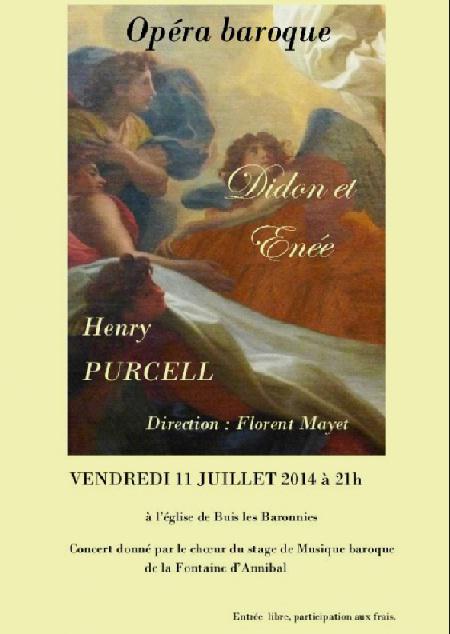 Opéra baroque
Didon et
Enée
Henry
PURCELL
Direction : Florent Mayet
VENDREDI 11 JUILLET 2014 à 21h
à l'église de Buis les Baronnies
Concert donné par le chœur du stage de Musique baroque
de la Fontaine d'Annibal
Entrée libre, participation aux frais.